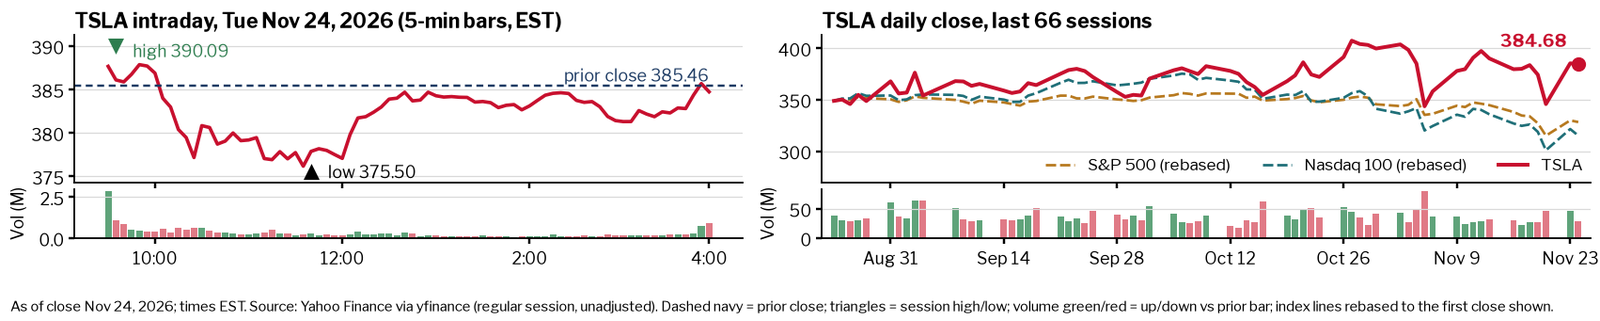 TSLA intraday, Tue Nov 24, 2026 (5-min bars, EST)
390
385
380
375
high 390.09
prior close 385.46
low 375.50
Vol (M)
2.5
0.0
10:00
12:00
2:00
4:00
TSLA daily close, last 66 sessions
400
350
300
384.68
S&P 500 (rebased)
Nasdaq 100 (rebased)
TSLA
Vol (M)
50
0
Aug 31
Sep 14
Sep 28
Oct 12
Oct 26
Nov 9
Nov 23
As of close Nov 24, 2026; times EST. Source: Yahoo Finance via yfinance (regular session, unadjusted). Dashed navy = prior close; triangles = session high/low; volume green/red = up/down vs prior bar; index lines rebased to the first close shown.